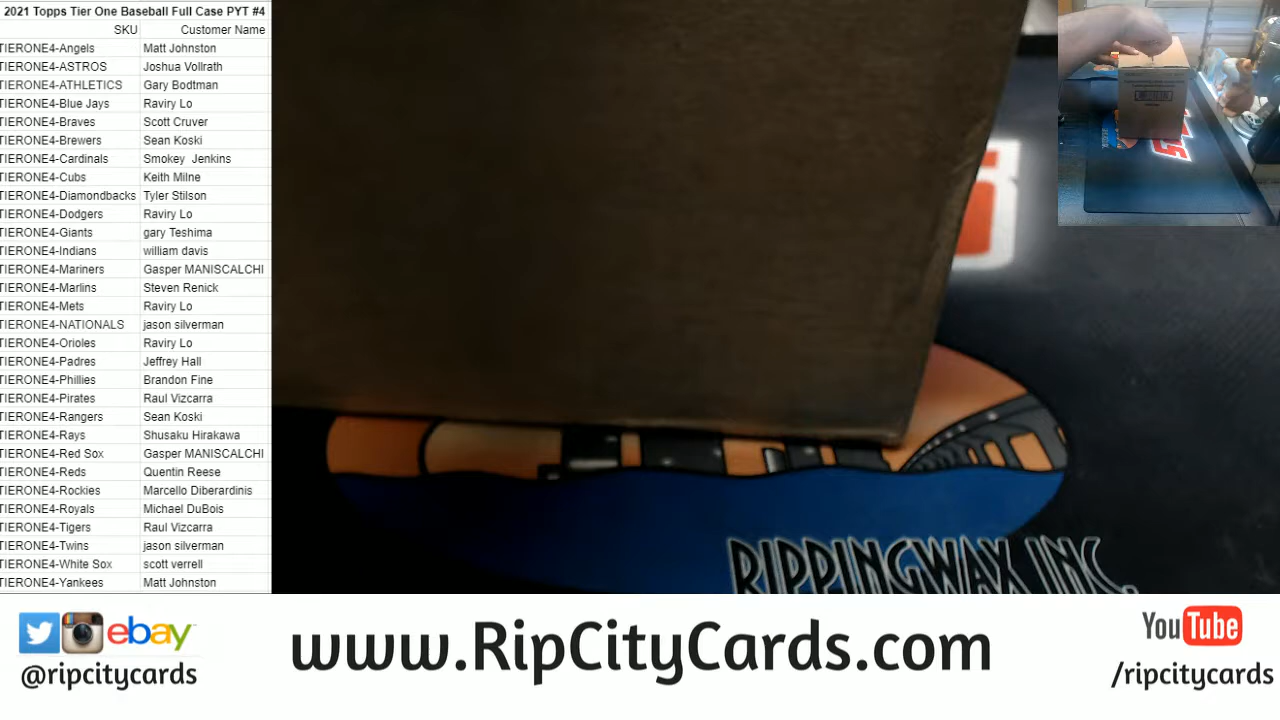 2021 Topps Tier One Baseball Full Case PYT #4
SKU Customer Name
TIERONE4-Angels Matt Johnston
TIERONE4-ASTROS Joshua Vollrath
TIERONE4-ATHLETICS Gary Bodtman
TIERONE4-Blue Jays Raviry Lo
TIERONE4-Braves Scott Cruver
TIERONE4-Brewers Sean Koski
TIERONE4-Cardinals Smokey Jenkins
TIERONE4-Cubs Keith Milne
TIERONE4-Diamondbacks Tyler Stilson
TIERONE4-Dodgers Raviry Lo
TIERONE4-Giants gary Teshima
TIERONE4-Indians william davis
TIERONE4-Mariners Gasper MANISCALCHI
TIERONE4-Marlins Steven Renick
TIERONE4-Mets Raviry Lo
TIERONE4-NATIONALS jason silverman
TIERONE4-Orioles Raviry Lo
TIERONE4-Padres Jeffrey Hall
TIERONE4-Phillies Brandon Fine
TIERONE4-Pirates Raul Vizcarra
TIERONE4-Rangers Sean Koski
TIERONE4-Rays Shusaku Hirakawa
TIERONE4-Red Sox Gasper MANISCALCHI
TIERONE4-Reds Quentin Reese
TIERONE4-Rockies Marcello Diberardinis
TIERONE4-Royals Michael DuBois
TIERONE4-Tigers Raul Vizcarra
TIERONE4-Twins jason silverman
TIERONE4-White Sox scott verrell
TIERONE4-Yankees Matt Johnston
RIPPINGWAX INC.
ebay
@ripcitycards
www.RipCityCards.com
YouTube
/ripcitycards